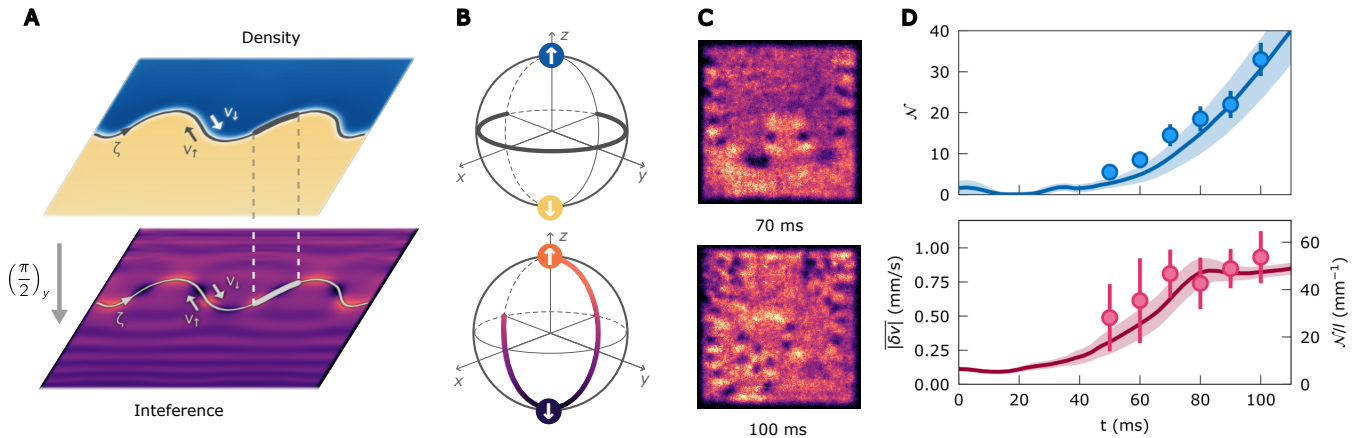 A
Density
ζ
v↑
v↓
(π/2)y
ζ
v↑
v↓
Inteference
B
z
↑
x
y
↓
z
↑
x
y
↓
C
70 ms
100 ms
D
40
30
20
10
0
𝒩
1.00
0.75
0.50
0.25
0.00
|δv| (mm/s)
60
40
20
0
𝒩/l (mm⁻¹)
0 20 40 60 80 100
t (ms)